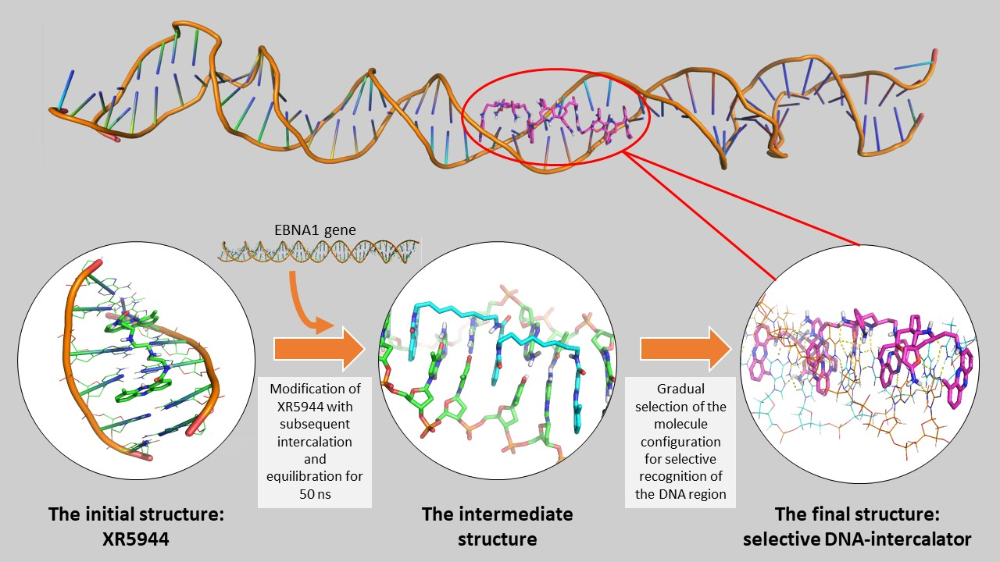 EBNA1 gene
Modification of
XR5944 with
subsequent
intercalation
and
equilibration for
50 ns
Gradual
selection of the
molecule
configuration
for selective
recognition of
the DNA region
The initial structure:
XR5944
The intermediate
structure
The final structure:
selective DNA-intercalator